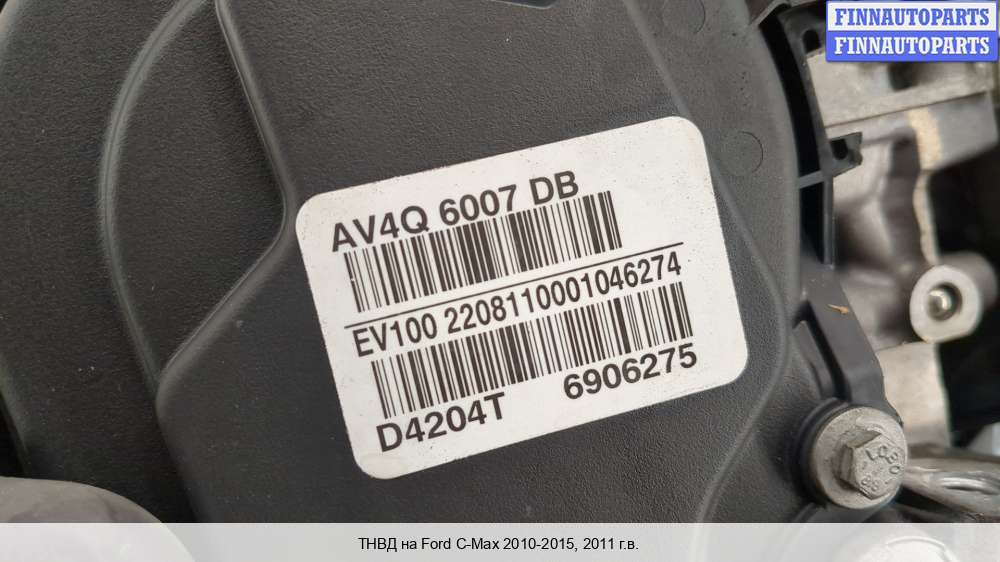 FINNAUTOPARTS
FINNAUTOPARTS
AV4Q 6007 DB
EV100 2208110001046274
D4204T 6906275
ТНВД на Ford C-Max 2010-2015, 2011 г.в.